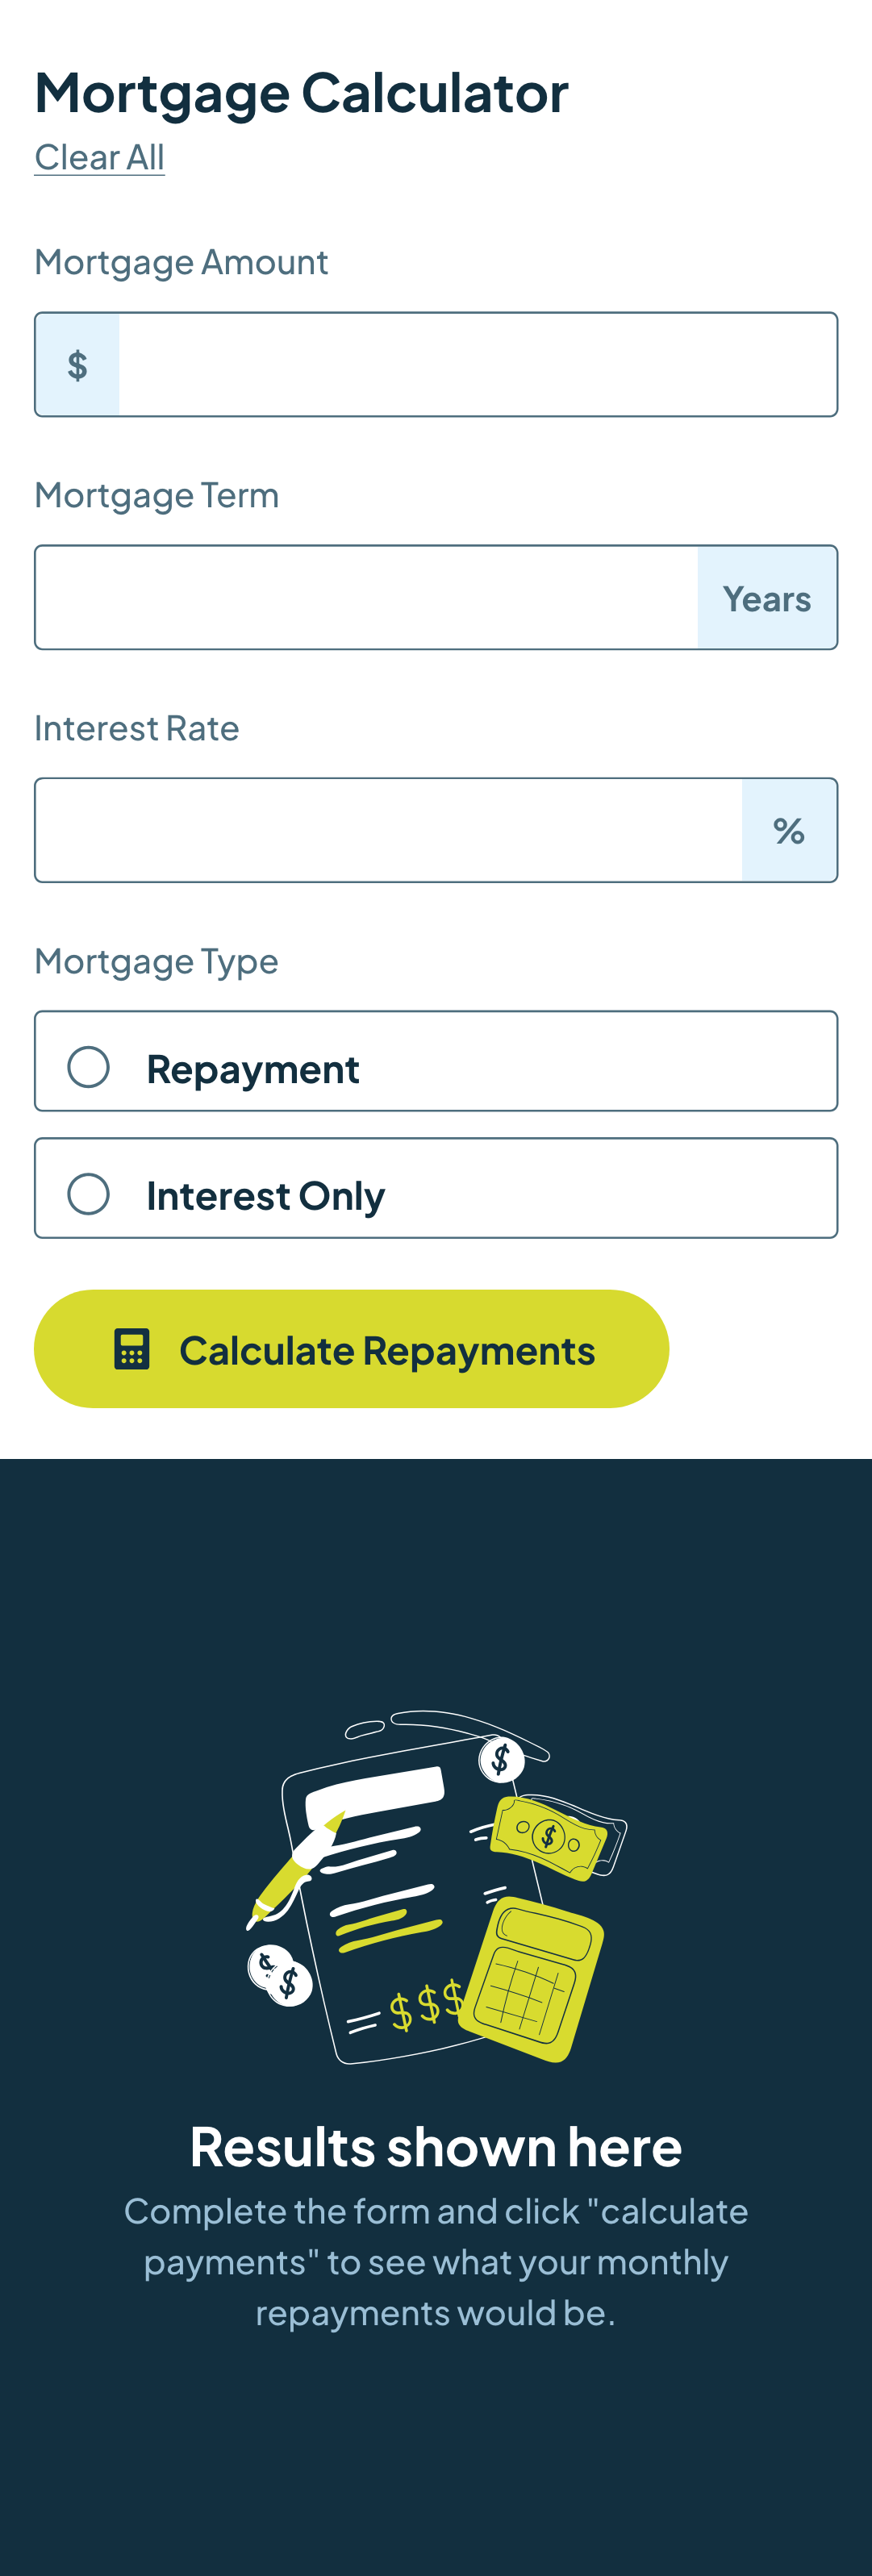 Mortgage Calculator
Clear All
Mortgage Amount
$
Mortgage Term
Years
Interest Rate
%
Mortgage Type
Repayment
Interest Only
Calculate Repayments
$
$
$ $
$$$
Results shown here
Complete the form and click "calculate
payments" to see what your monthly
repayments would be.